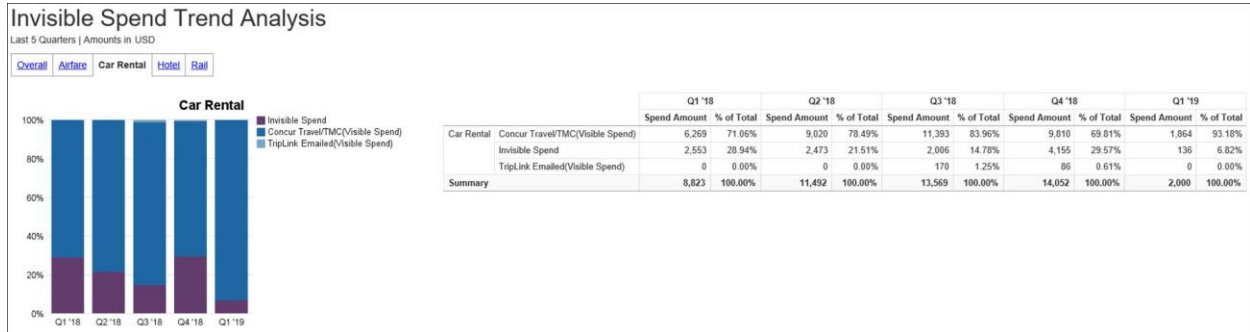 Invisible Spend Trend Analysis
Last 5 Quarters | Amounts in USD
Overall Airfare Car Rental Hotel Rail
Car Rental
100%
80%
60%
40%
20%
0%
Q1 '18 Q2 '18 Q3 '18 Q4 '18 Q1 '19
Invisible Spend
Concur Travel/TMC(Visible Spend)
TripLink Emailed(Visible Spend)
Q1 '18 Q2 '18 Q3 '18 Q4 '18 Q1 '19
Spend Amount % of Total Spend Amount % of Total Spend Amount % of Total Spend Amount % of Total Spend Amount % of Total
Car Rental Concur Travel/TMC(Visible Spend) 6,269 71.06% 9,020 78.49% 11,393 83.96% 9,810 69.81% 1,864 93.18%
Invisible Spend 2,553 28.94% 2,473 21.51% 2,006 14.78% 4,155 29.57% 136 6.82%
TripLink Emailed(Visible Spend) 0 0.00% 0 0.00% 170 1.25% 86 0.61% 0 0.00%
Summary 8,823 100.00% 11,492 100.00% 13,569 100.00% 14,052 100.00% 2,000 100.00%